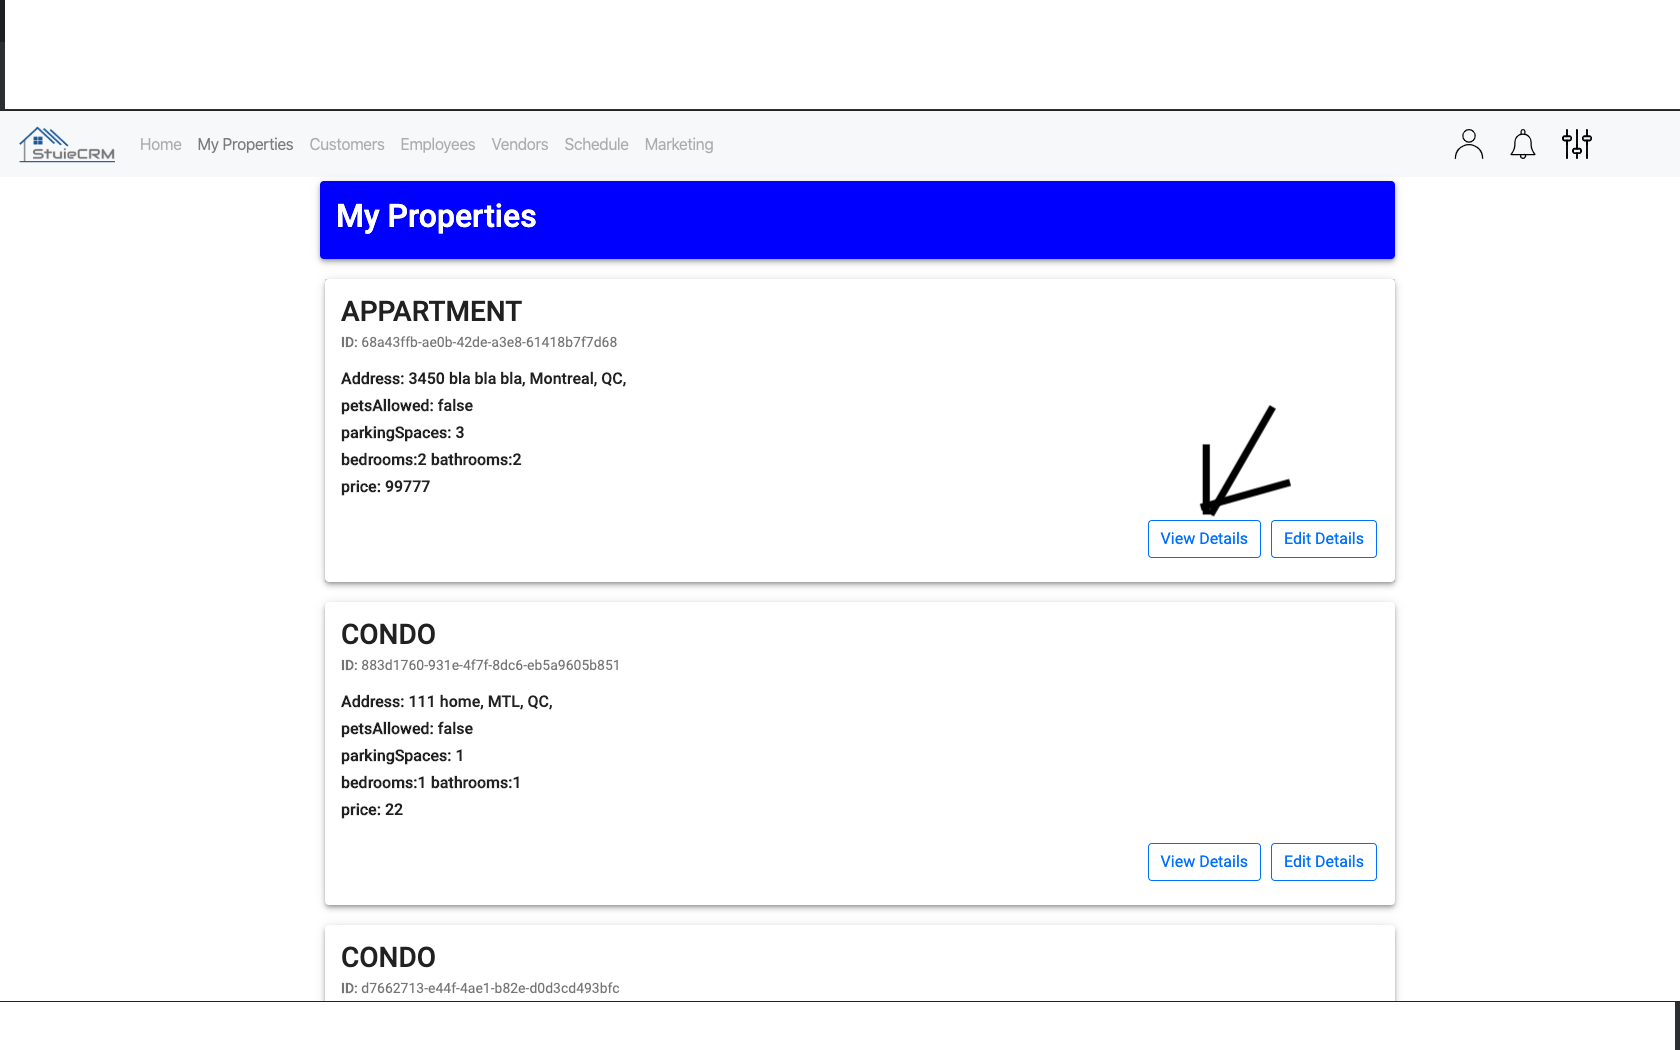 StuieCRM
Home My Properties Customers Employees Vendors Schedule Marketing
My Properties
APPARTMENT
ID: 68a43ffb-ae0b-42de-a3e8-61418b7f7d68
Address: 3450 bla bla bla, Montreal, QC,
petsAllowed: false
parkingSpaces: 3
bedrooms:2 bathrooms:2
price: 99777
View Details Edit Details
CONDO
ID: 883d1760-931e-4f7f-8dc6-eb5a9605b851
Address: 111 home, MTL, QC,
petsAllowed: false
parkingSpaces: 1
bedrooms:1 bathrooms:1
price: 22
View Details Edit Details
CONDO
ID: d7662713-e44f-4ae1-b82e-d0d3cd493bfc